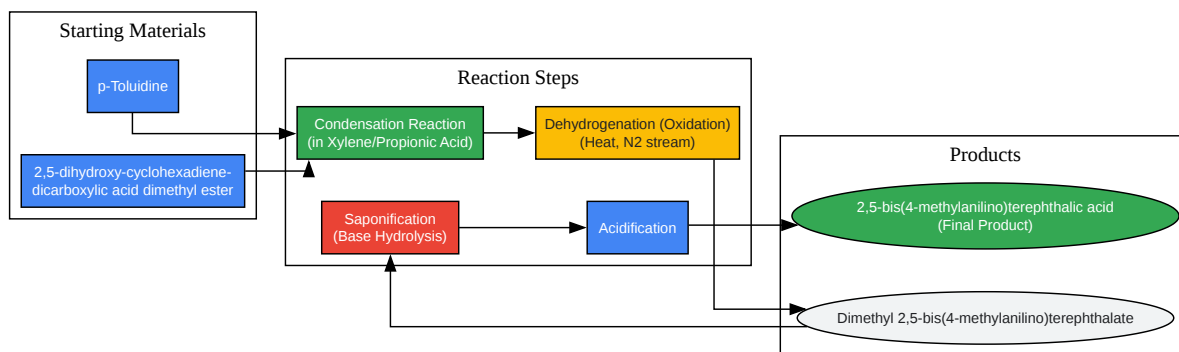 Starting Materials
p-Toluidine
2,5-dihydroxy-cyclohexadiene-
dicarboxylic acid dimethyl ester
Reaction Steps
Condensation Reaction
(in Xylene/Propionic Acid)
Dehydrogenation (Oxidation)
(Heat, N2 stream)
Saponification
(Base Hydrolysis)
Acidification
Products
2,5-bis(4-methylanilino)terephthalic acid
(Final Product)
Dimethyl 2,5-bis(4-methylanilino)terephthalate